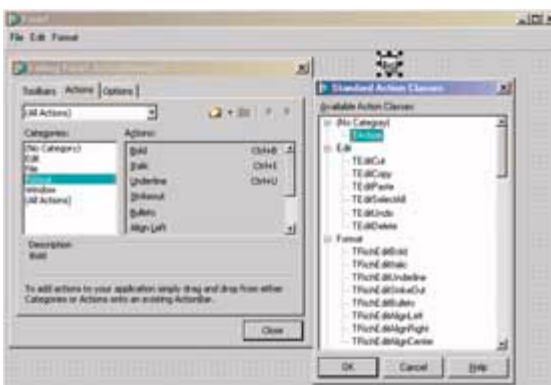 File Edit Format
Toolbars Actions Options
(All Actions)
Categories:
(No Category)
Edit
File
Format
Window
(All Actions)
Actions:
Bold Ctrl+B
Italic Ctrl+I
Underline Ctrl+U
Strikeout
Bullets
Align Left
Description
Bold
To add actions to your application simply drag and drop from either
Categories or Actions onto an existing ActionBar.
Close
Standard Action Classes
Available Action Classes:
(No Category)
TAction
Edit
TEditCut
TEditCopy
TEditPaste
TEditSelectAll
TEditUndo
TEditDelete
Format
TRichEditBold
TRichEditItalic
TRichEditUnderline
TRichEditStrikeOut
TRichEditBullets
TRichEditAlignLeft
TRichEditAlignRight
TRichEditAlignCenter
OK Cancel Help